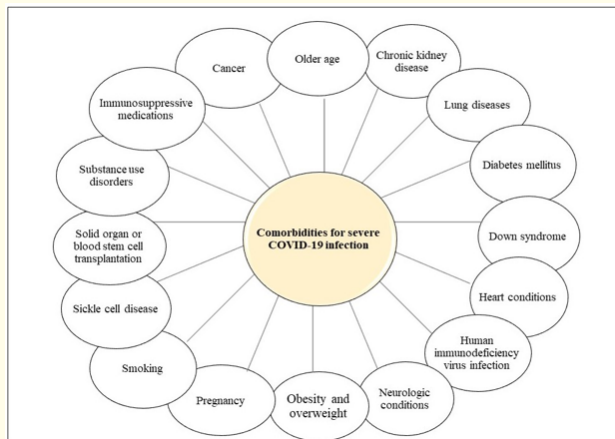 Older age
Chronic kidney
disease
Lung diseases
Diabetes mellitus
Down syndrome
Heart conditions
Human
immunodeficiency
virus infection
Neurologic
conditions
Obesity and
overweight
Pregnancy
Smoking
Sickle cell disease
Solid organ or
blood stem cell
transplantation
Substance use
disorders
Immunosuppressive
medications
Cancer
Comorbidities for severe
COVID-19 infection